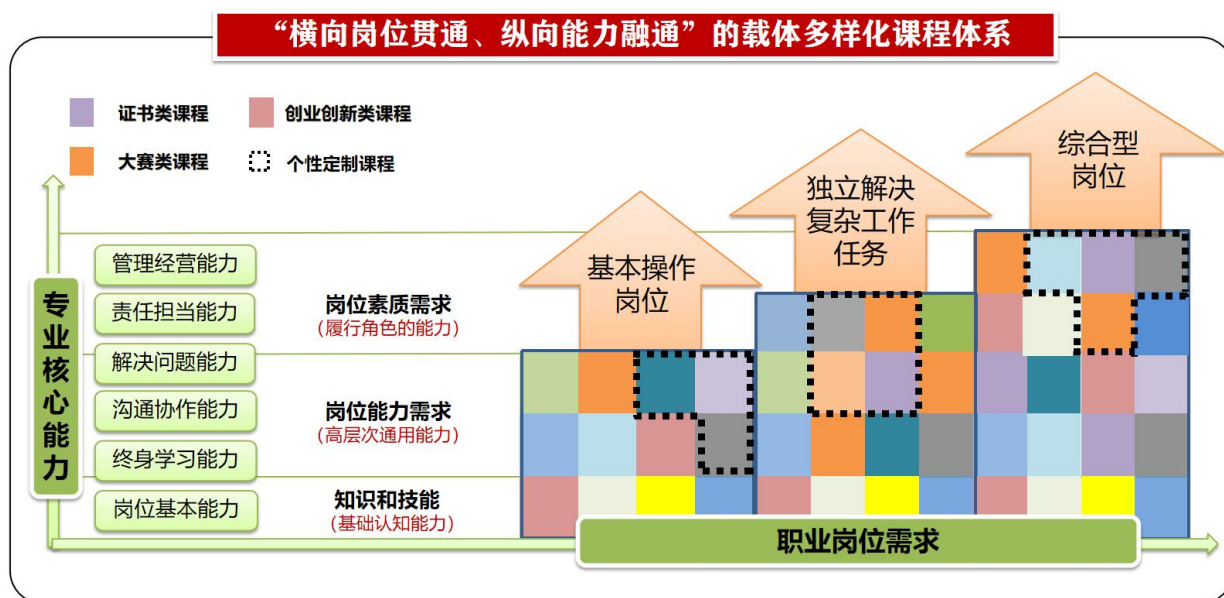 “横向岗位贯通、纵向能力融通”的载体多样化课程体系
证书类课程
创业创新类课程
大赛类课程
个性定制课程
综合型
岗位
独立解决
复杂工作
任务
基本操作
岗位
专业核心能力
管理经营能力
责任担当能力
解决问题能力
沟通协作能力
终身学习能力
岗位基本能力
岗位素质需求
(履行角色的能力)
岗位能力需求
(高层次通用能力)
知识和技能
(基础认知能力)
职业岗位需求